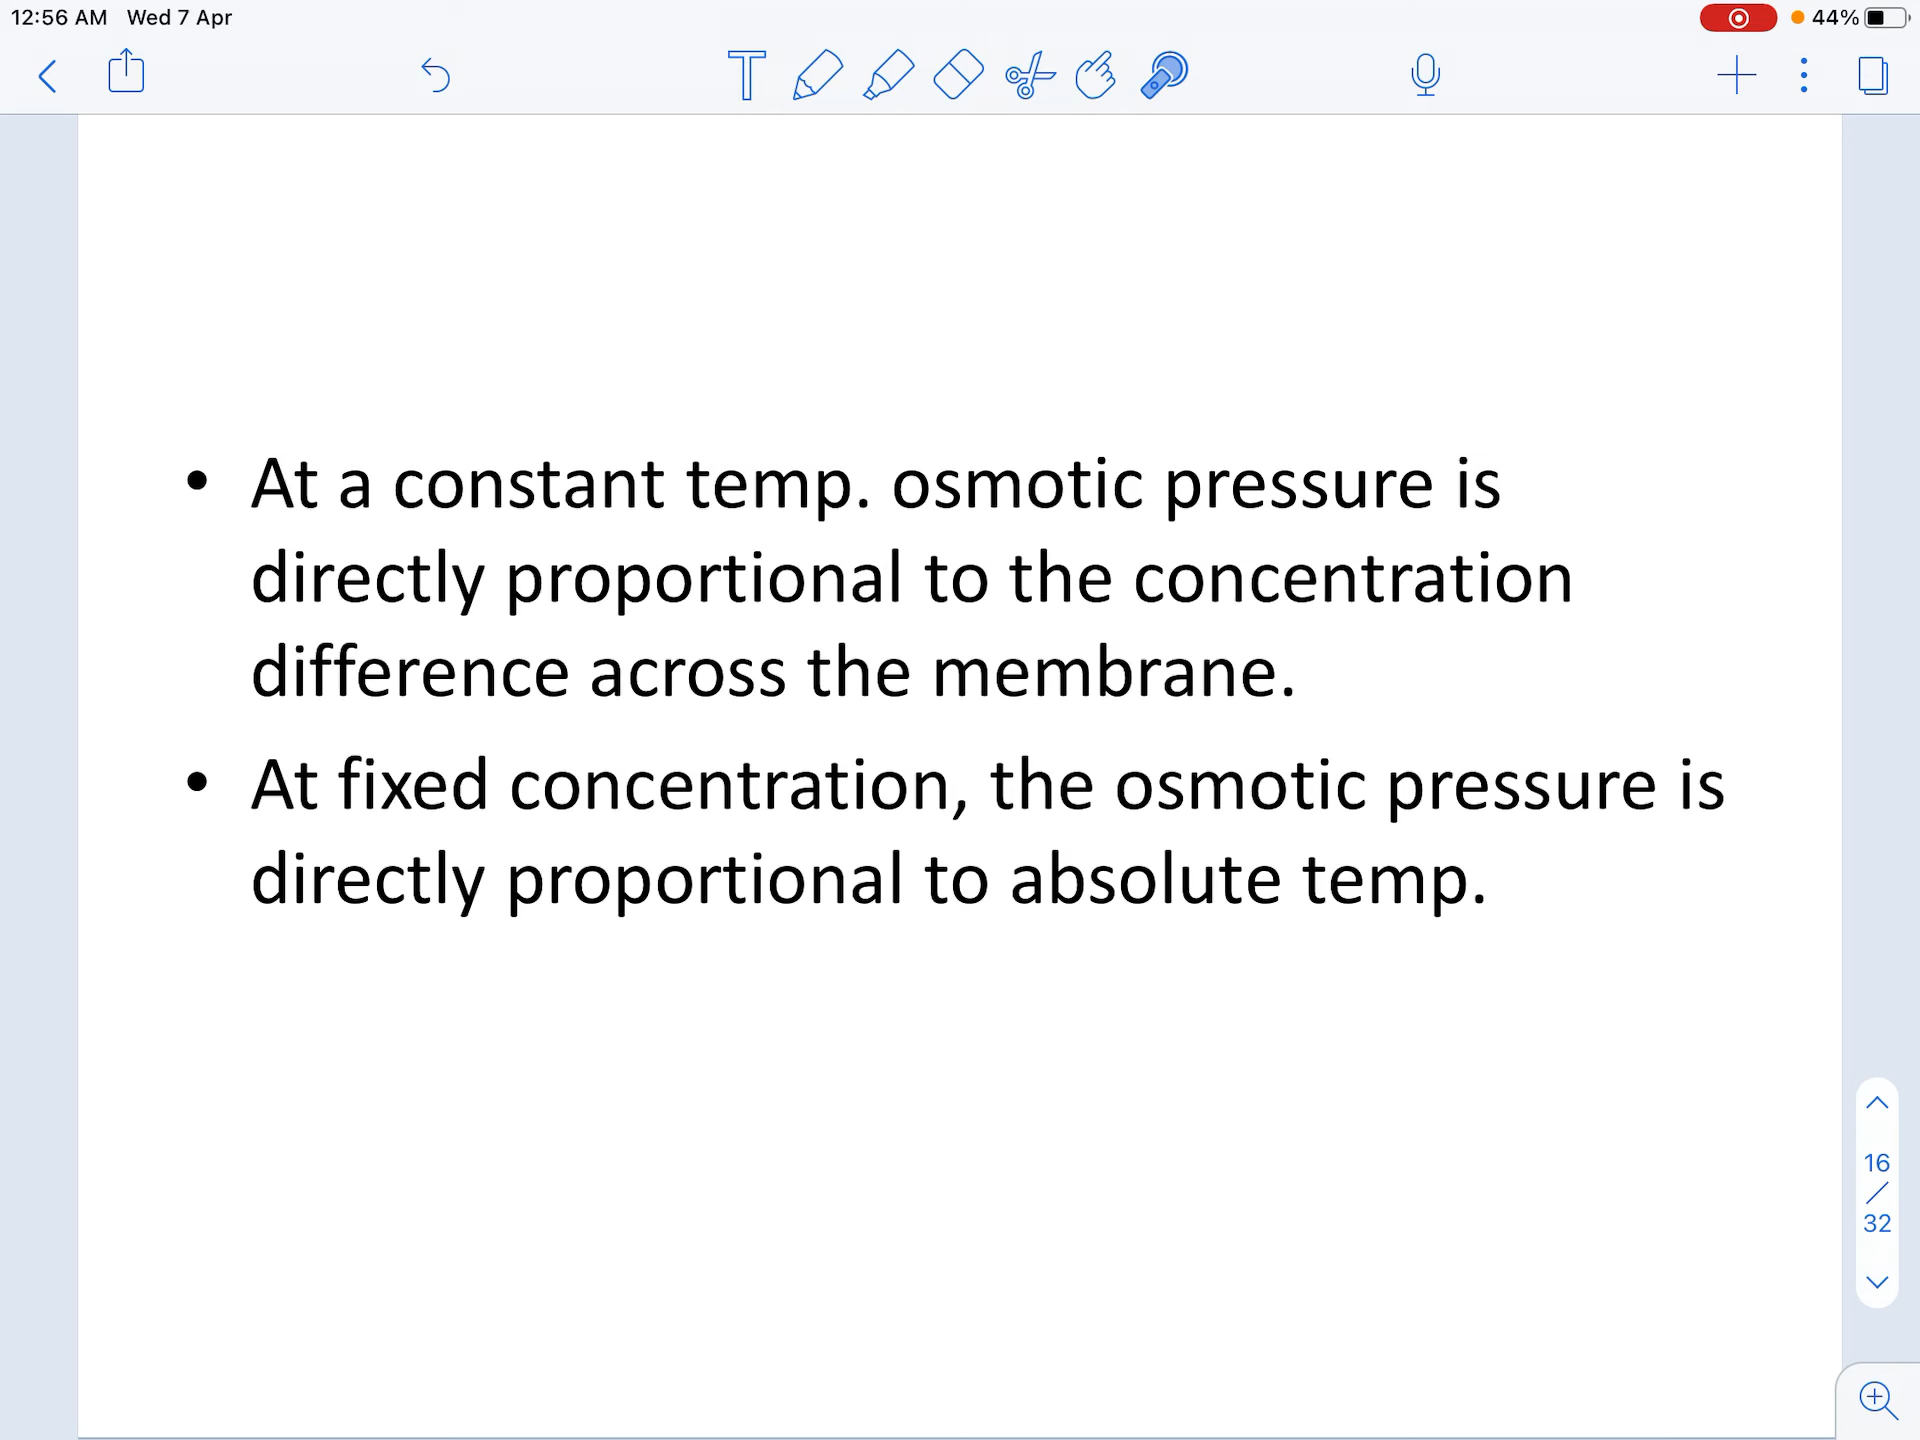 12:56 AM Wed 7 Apr
44%
T
• At a constant temp. osmotic pressure is
directly proportional to the concentration
difference across the membrane.
• At fixed concentration, the osmotic pressure is
directly proportional to absolute temp.
16
/
32